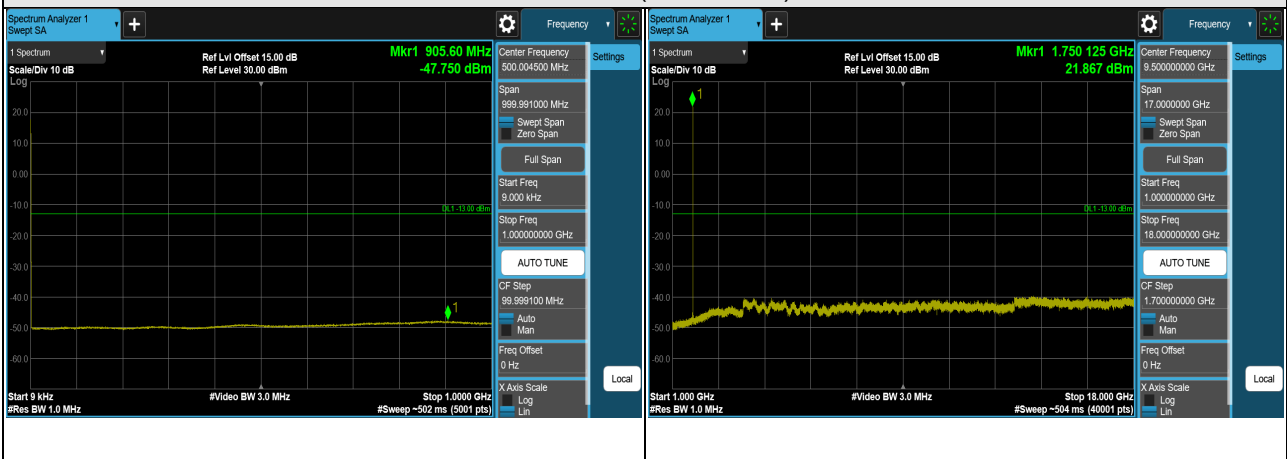 Spectrum Analyzer 1
Swept SA
+
Frequency
1 Spectrum
Scale/Div 10 dB
Log
Ref Lvl Offset 15.00 dB
Ref Level 30.00 dBm
Mkr1 905.60 MHz
-47.750 dBm
20.0
10.0
0.00
-10.0
-20.0
-30.0
-40.0
-50.0
-60.0
DL1 -13.00 dBm
1
Start 9 kHz
#Res BW 1.0 MHz
#Video BW 3.0 MHz
Stop 1.0000 GHz
#Sweep ~502 ms (5001 pts)
Center Frequency
500.004500 MHz
Span
999.991000 MHz
Swept Span
Zero Span
Full Span
Start Freq
9.000 kHz
Stop Freq
1.000000000 GHz
AUTO TUNE
CF Step
99.999100 MHz
Auto
Man
Freq Offset
0 Hz
X Axis Scale
Log
Lin
Settings
Local
Spectrum Analyzer 1
Swept SA
+
Frequency
1 Spectrum
Scale/Div 10 dB
Log
Ref Lvl Offset 15.00 dB
Ref Level 30.00 dBm
Mkr1 1.750 125 GHz
21.867 dBm
1
20.0
10.0
0.00
-10.0
-20.0
-30.0
-40.0
-50.0
-60.0
DL1 -13.00 dBm
Start 1.000 GHz
#Res BW 1.0 MHz
#Video BW 3.0 MHz
Stop 18.000 GHz
#Sweep ~504 ms (40001 pts)
Center Frequency
9.500000000 GHz
Span
17.0000000 GHz
Swept Span
Zero Span
Full Span
Start Freq
1.000000000 GHz
Stop Freq
18.000000000 GHz
AUTO TUNE
CF Step
1.700000000 GHz
Auto
Man
Freq Offset
0 Hz
X Axis Scale
Log
Lin
Settings
Local